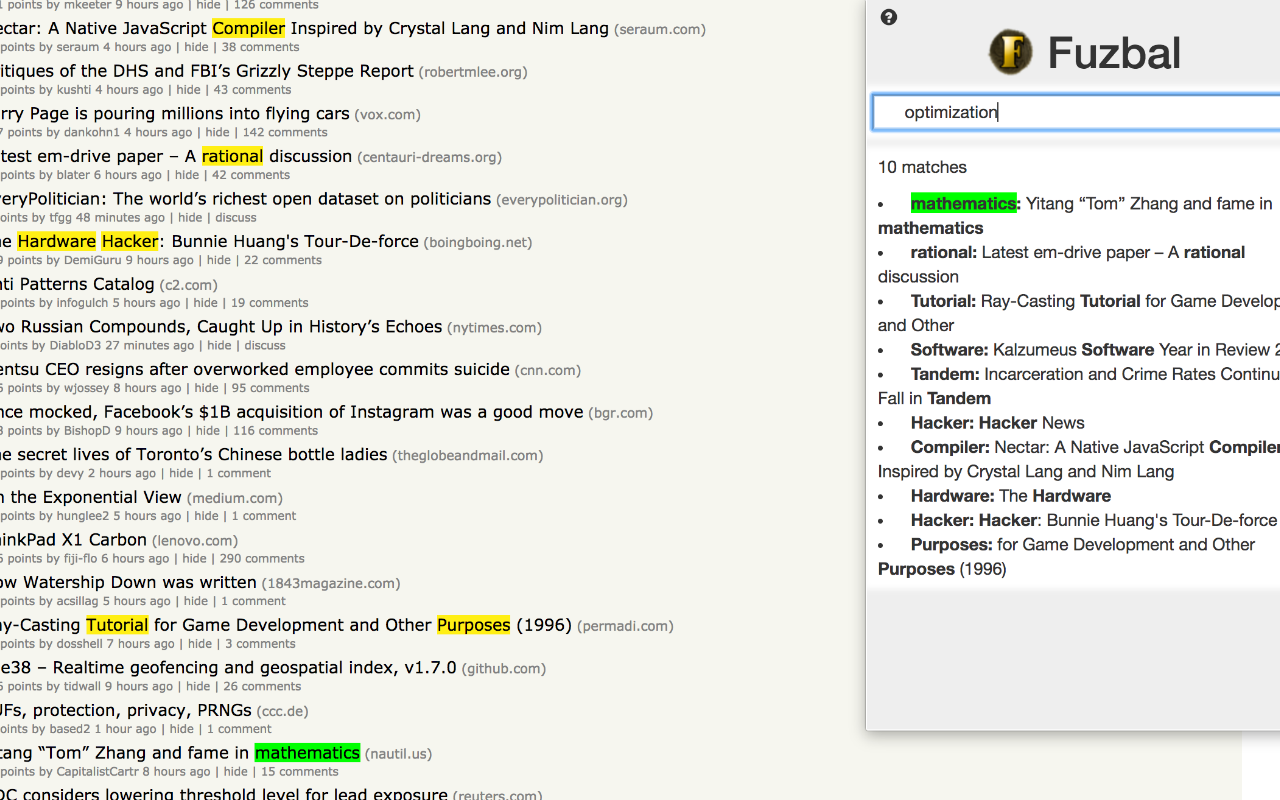 points by mkeeter 9 hours ago | hide | 126 comments
ectar: A Native JavaScript Compiler Inspired by Crystal Lang and Nim Lang (seraum.com)
points by seraum 4 hours ago | hide | 38 comments
itiques of the DHS and FBI’s Grizzly Steppe Report (robertmlee.org)
points by kushti 4 hours ago | hide | 43 comments
rry Page is pouring millions into flying cars (vox.com)
7 points by dankohn1 4 hours ago | hide | 142 comments
test em-drive paper – A rational discussion (centauri-dreams.org)
points by blater 6 hours ago | hide | 42 comments
veryPolitician: The world’s richest open dataset on politicians (everypolitician.org)
oints by tfgg 48 minutes ago | hide | discuss
e Hardware Hacker: Bunnie Huang's Tour-De-force (boingboing.net)
9 points by DemiGuru 9 hours ago | hide | 22 comments
ti Patterns Catalog (c2.com)
points by infogulch 5 hours ago | hide | 19 comments
wo Russian Compounds, Caught Up in History’s Echoes (nytimes.com)
oints by DiabloD3 27 minutes ago | hide | discuss
entsu CEO resigns after overworked employee commits suicide (cnn.com)
5 points by wjossey 8 hours ago | hide | 95 comments
nce mocked, Facebook’s $1B acquisition of Instagram was a good move (bgr.com)
3 points by BishopD 9 hours ago | hide | 116 comments
e secret lives of Toronto’s Chinese bottle ladies (theglobeandmail.com)
points by devy 2 hours ago | hide | 1 comment
n the Exponential View (medium.com)
points by hunglee2 5 hours ago | hide | 1 comment
inkPad X1 Carbon (lenovo.com)
5 points by fiji-flo 6 hours ago | hide | 290 comments
ow Watership Down was written (1843magazine.com)
points by acsillag 5 hours ago | hide | 1 comment
ay-Casting Tutorial for Game Development and Other Purposes (1996) (permadi.com)
points by dosshell 7 hours ago | hide | 3 comments
e38 – Realtime geofencing and geospatial index, v1.7.0 (github.com)
5 points by tidwall 9 hours ago | hide | 26 comments
UFs, protection, privacy, PRNGs (ccc.de)
oints by based2 1 hour ago | hide | 1 comment
tang “Tom” Zhang and fame in mathematics (nautil.us)
points by CapitalistCartr 8 hours ago | hide | 15 comments
DC considers lowering threshold level for lead exposure (reuters.com)
?
F Fuzbal
optimization
10 matches
• mathematics: Yitang “Tom” Zhang and fame in
mathematics
• rational: Latest em-drive paper – A rational
discussion
• Tutorial: Ray-Casting Tutorial for Game Develop
and Other
• Software: Kalzumeus Software Year in Review 2
• Tandem: Incarceration and Crime Rates Continu
Fall in Tandem
• Hacker: Hacker News
• Compiler: Nectar: A Native JavaScript Compiler
Inspired by Crystal Lang and Nim Lang
• Hardware: The Hardware
• Hacker: Hacker: Bunnie Huang's Tour-De-force
• Purposes: for Game Development and Other
Purposes (1996)